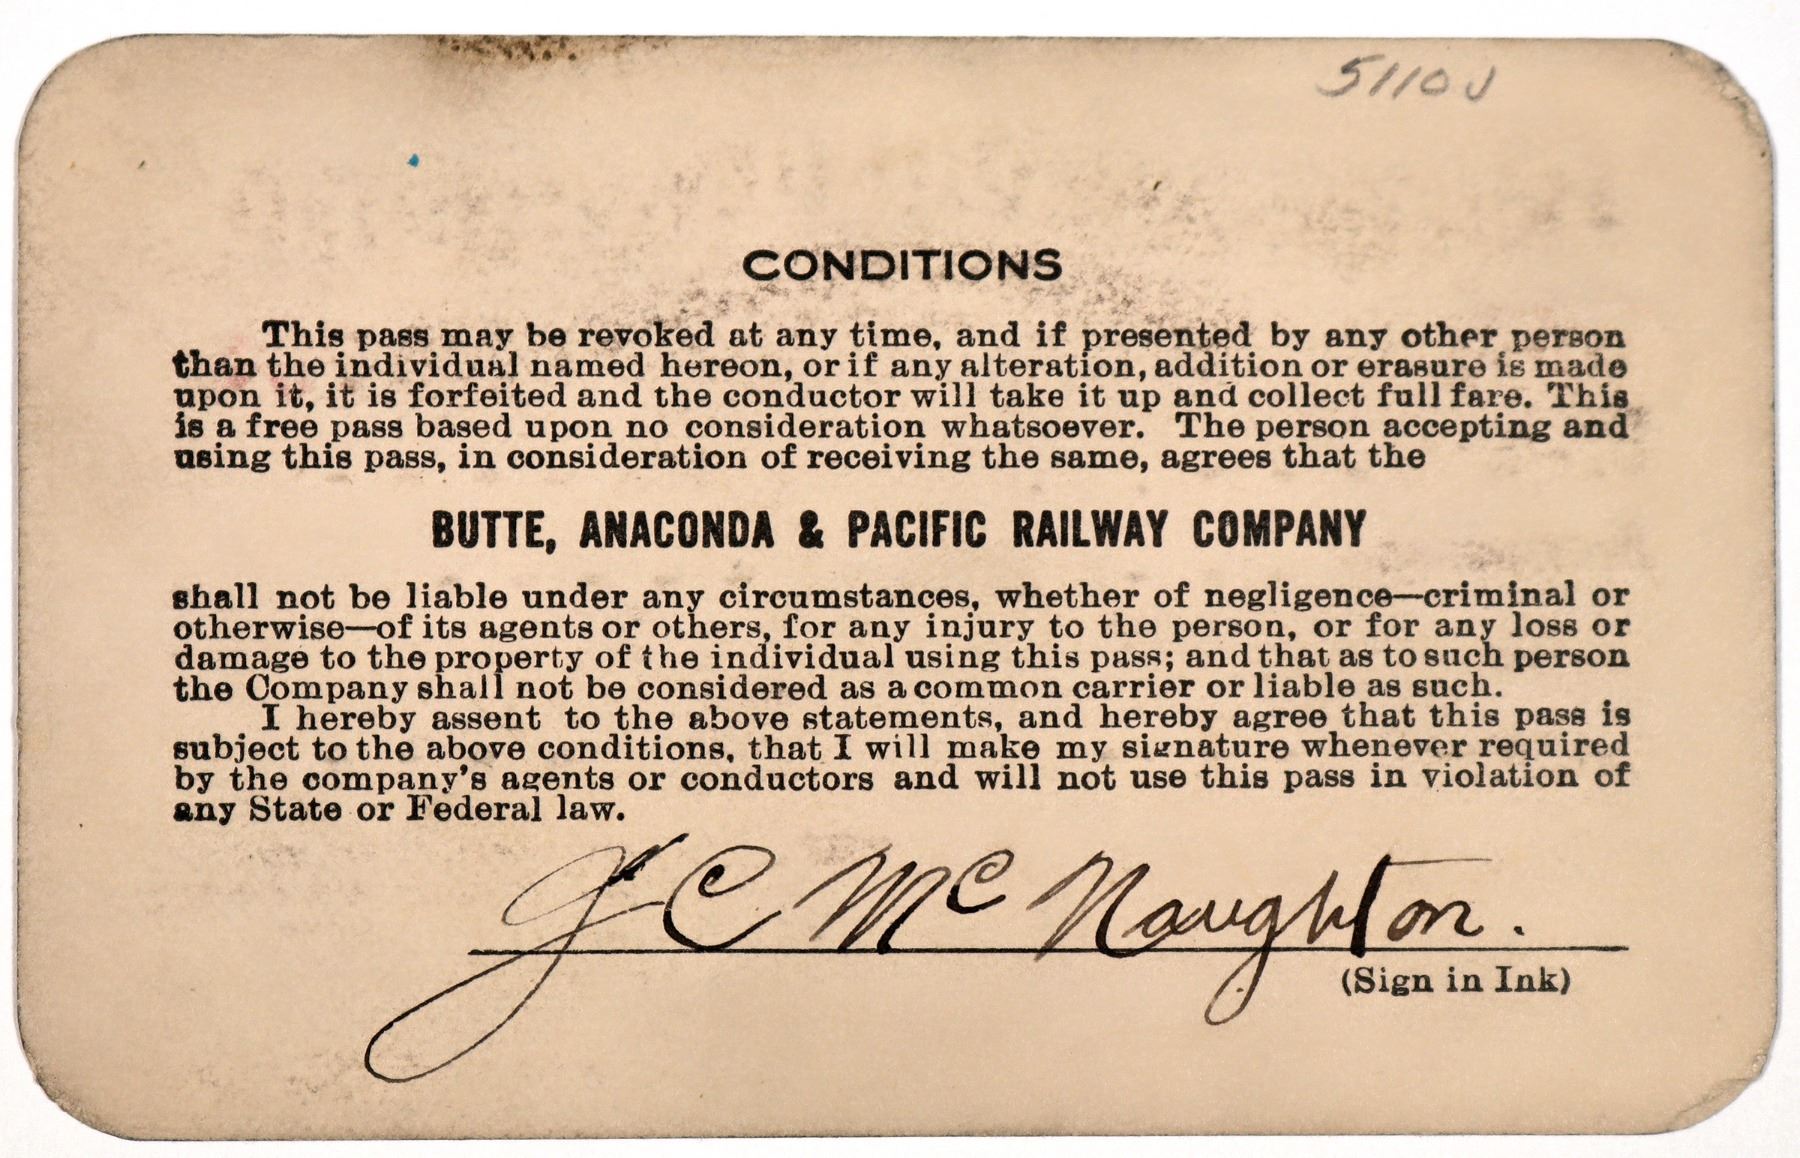 5110J
CONDITIONS
This pass may be revoked at any time, and if presented by any other person
than the individual named hereon, or if any alteration, addition or erasure is made
upon it, it is forfeited and the conductor will take it up and collect full fare. This
is a free pass based upon no consideration whatsoever. The person accepting and
using this pass, in consideration of receiving the same, agrees that the
BUTTE, ANACONDA & PACIFIC RAILWAY COMPANY
shall not be liable under any circumstances, whether of negligence—criminal or
otherwise—of its agents or others, for any injury to the person, or for any loss or
damage to the property of the individual using this pass; and that as to such person
the Company shall not be considered as a common carrier or liable as such.
I hereby assent to the above statements, and hereby agree that this pass is
subject to the above conditions, that I will make my signature whenever required
by the company's agents or conductors and will not use this pass in violation of
any State or Federal law.
J C McNaughton.
(Sign in Ink)